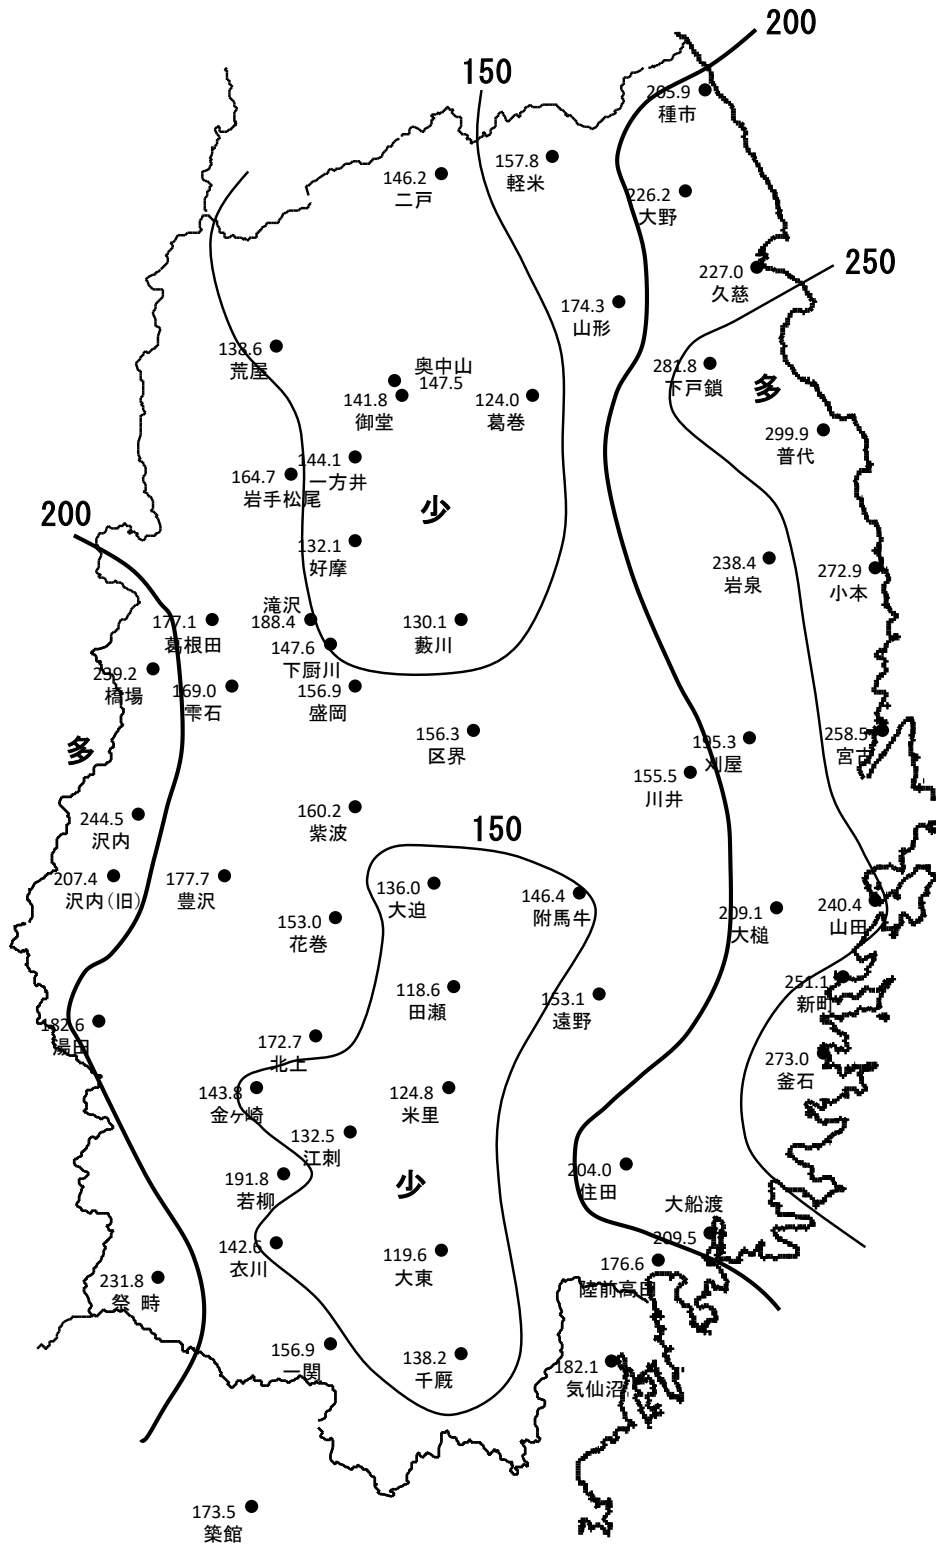 200
150
205.9
種市
157.8
軽米
146.2
二戸
226.2
大野
250
227.0
久慈
174.3
山形
138.6
荒屋
奥中山
147.5
281.8
下戸鎖
多
141.8
御堂
124.0
葛巻
299.9
普代
144.1
一方井
164.7
岩手松尾
少
200
132.1
好摩
238.4
岩泉
272.9
小本
滝沢
188.4
177.1
葛根田
130.1
藪川
147.6
下厨川
239.2
橋場
169.0
雫石
156.9
盛岡
多
156.3
区界
195.3
刈屋
258.5
宮古
155.5
川井
244.5
沢内
160.2
紫波
150
207.4
沢内(旧)
177.7
豊沢
136.0
大迫
146.4
附馬牛
153.0
花巻
209.1
大槌
240.4
山田
118.6
田瀬
153.1
遠野
251.1
新町
182.6
湯田
172.7
北上
273.0
釜石
143.8
金ヶ崎
124.8
米里
132.5
江刺
少
191.8
若柳
204.0
住田
大船渡
209.5
142.6
衣川
119.6
大東
176.6
陸前高田
231.8
祭 畤
156.9
一関
138.2
千厩
182.1
気仙沼
173.5
築館